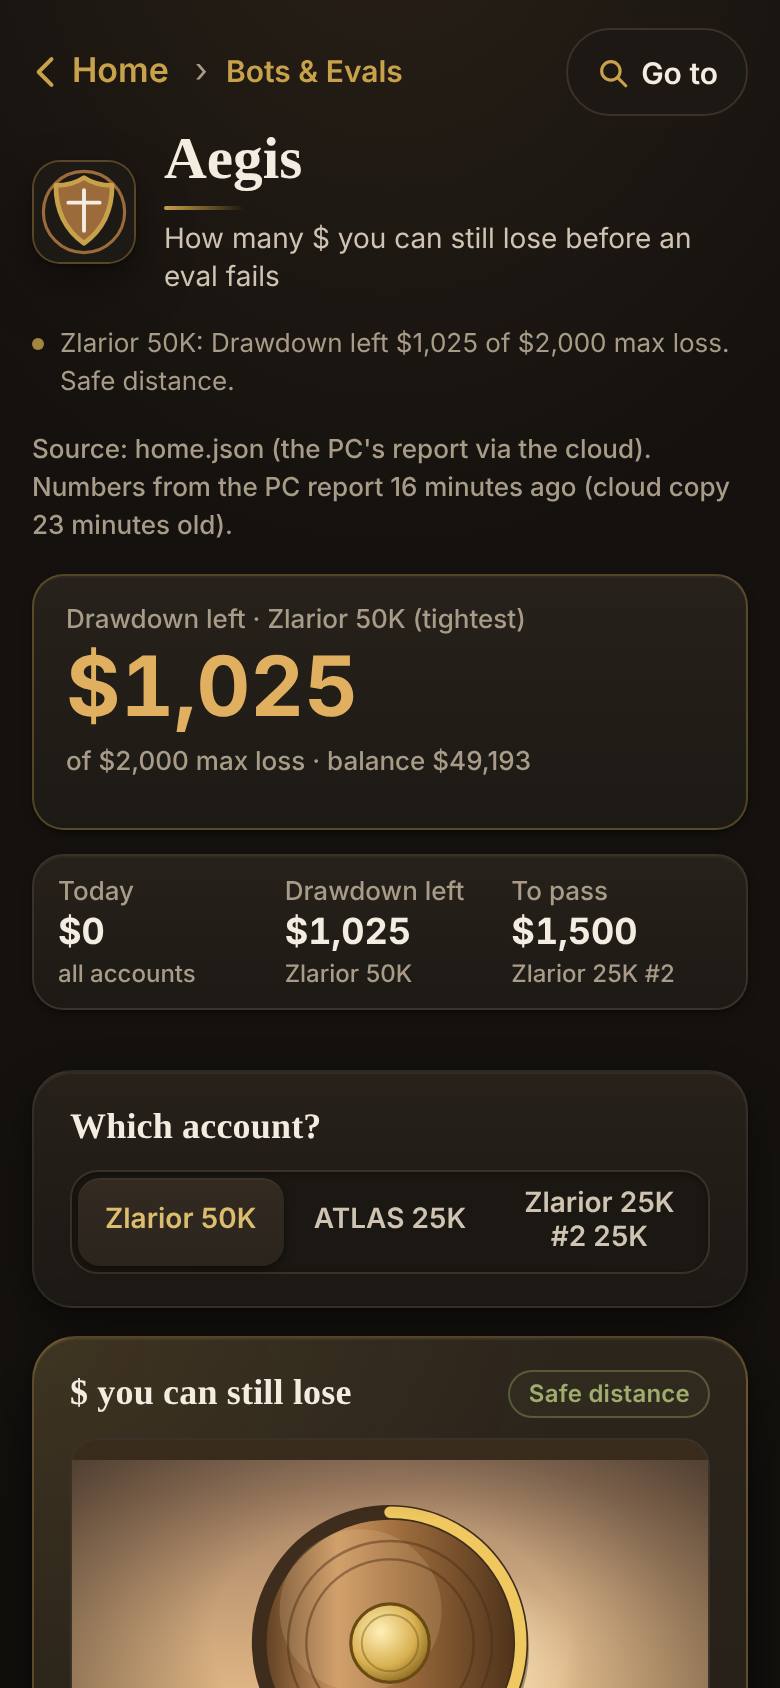 Home › Bots & Evals
Go to
Aegis
How many $ you can still lose before an
eval fails
Zlarior 50K: Drawdown left $1,025 of $2,000 max loss.
Safe distance.
Source: home.json (the PC's report via the cloud).
Numbers from the PC report 16 minutes ago (cloud copy
23 minutes old).
Drawdown left · Zlarior 50K (tightest)
$1,025
of $2,000 max loss · balance $49,193
Today
$0
all accounts
Drawdown left
$1,025
Zlarior 50K
To pass
$1,500
Zlarior 25K #2
Which account?
Zlarior 50K
ATLAS 25K
Zlarior 25K
#2 25K
$ you can still lose
Safe distance